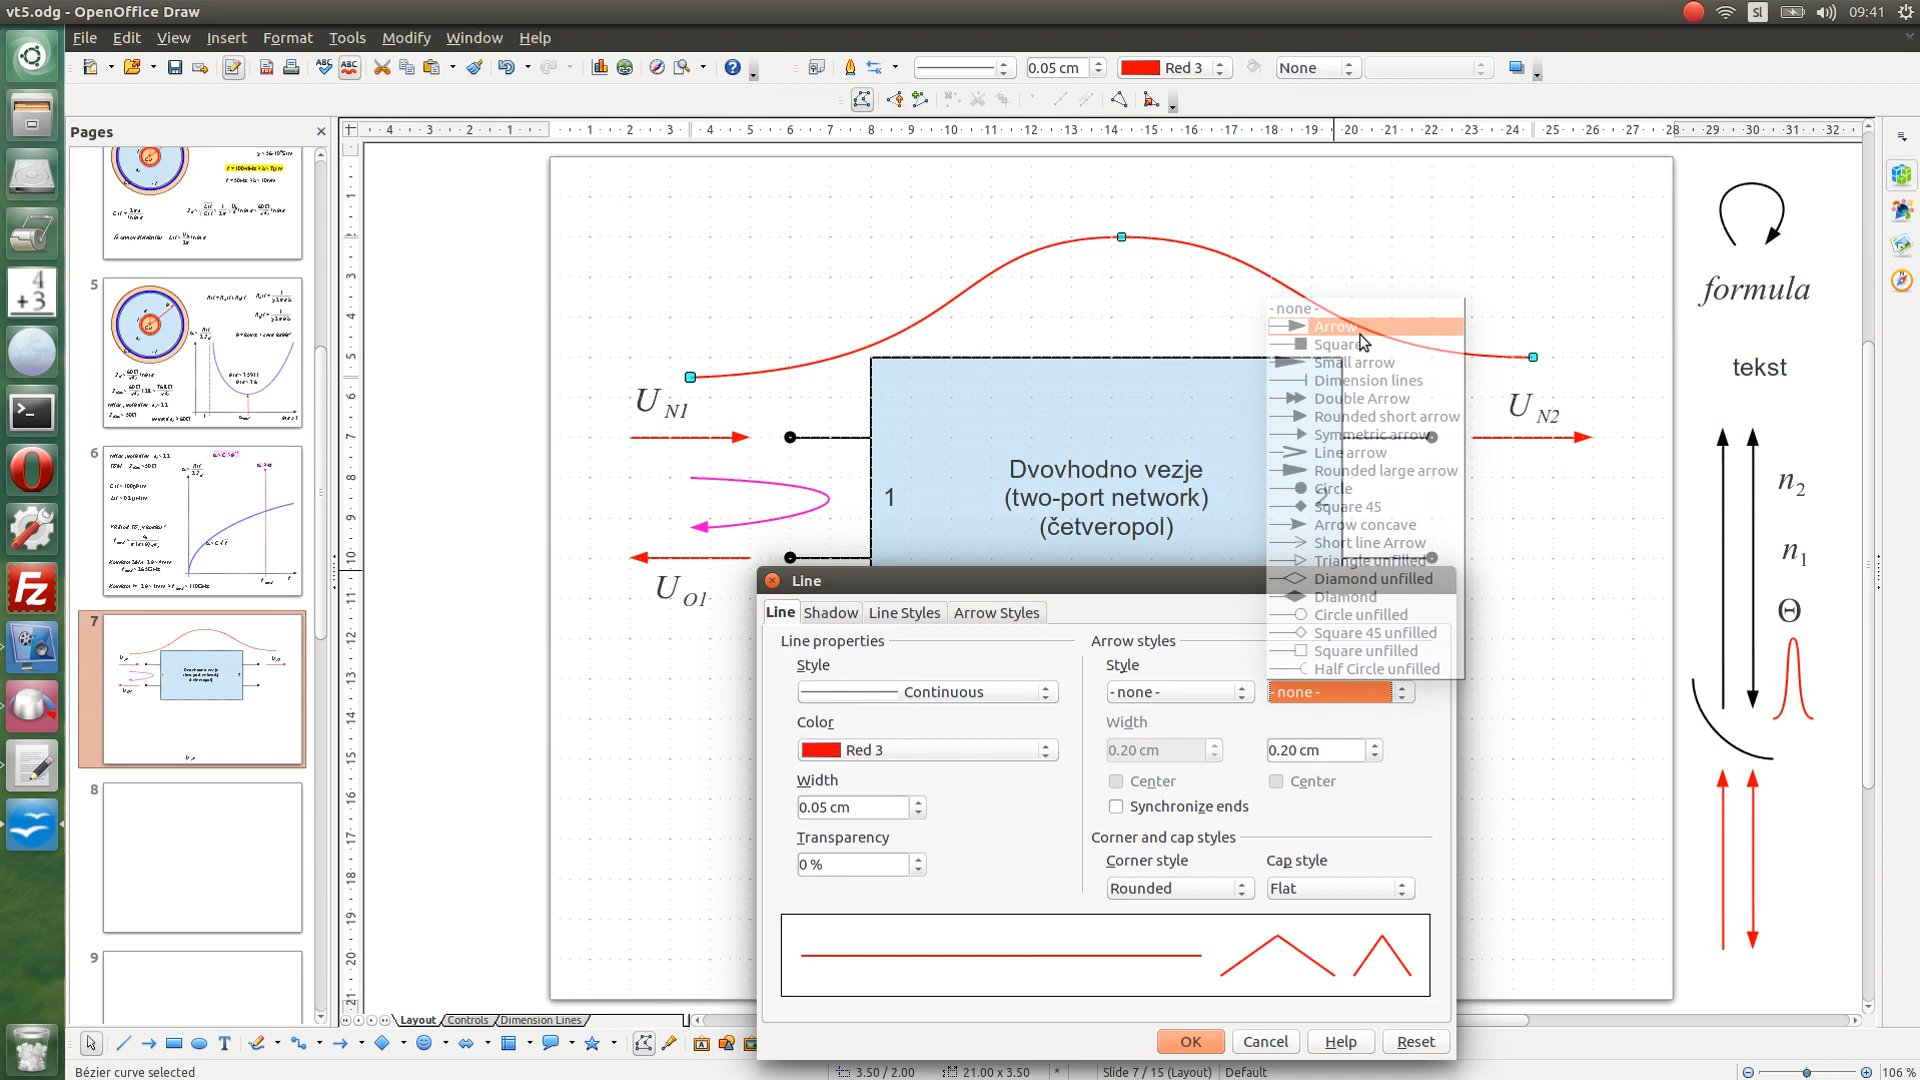 vt5.odg - OpenOffice Draw
Sl
09:41
File Edit View Insert Format Tools Modify Window Help
0.05 cm
Red 3
None
Pages
5
6
7
8
9
4
+3
U N1
U N2
U O1
1
2
Dvovhodno vezje
(two-port network)
(četveropol)
formula
tekst
n2
n1
Θ
- none -
Arrow
Square
Small arrow
Dimension lines
Double Arrow
Rounded short arrow
Symmetric arrow
Line arrow
Rounded large arrow
Circle
Square 45
Arrow concave
Short line Arrow
Triangle unfilled
Diamond unfilled
Diamond
Circle unfilled
Square 45 unfilled
Square unfilled
Half Circle unfilled
Line
Line Shadow Line Styles Arrow Styles
Line properties
Style
Continuous
Color
Red 3
Width
0.05 cm
Transparency
0 %
Arrow styles
Style
- none -
- none -
Width
0.20 cm
0.20 cm
Center
Center
Synchronize ends
Corner and cap styles
Corner style
Cap style
Rounded
Flat
OK Cancel Help Reset
Layout Controls Dimension Lines
Bézier curve selected
3.50 / 2.00
21.00 x 3.50
*
Slide 7 / 15 (Layout)
Default
106 %